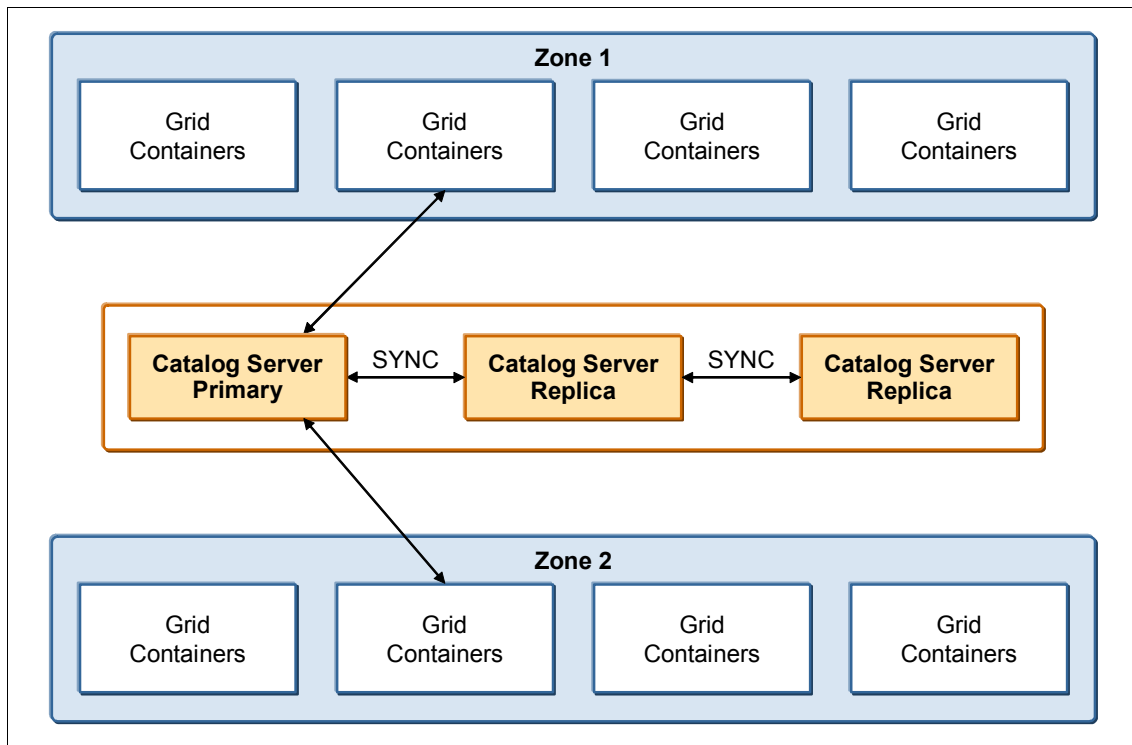 Zone 1
Grid
Containers
Grid
Containers
Grid
Containers
Grid
Containers
Catalog Server
Primary
SYNC
Catalog Server
Replica
SYNC
Catalog Server
Replica
Zone 2
Grid
Containers
Grid
Containers
Grid
Containers
Grid
Containers